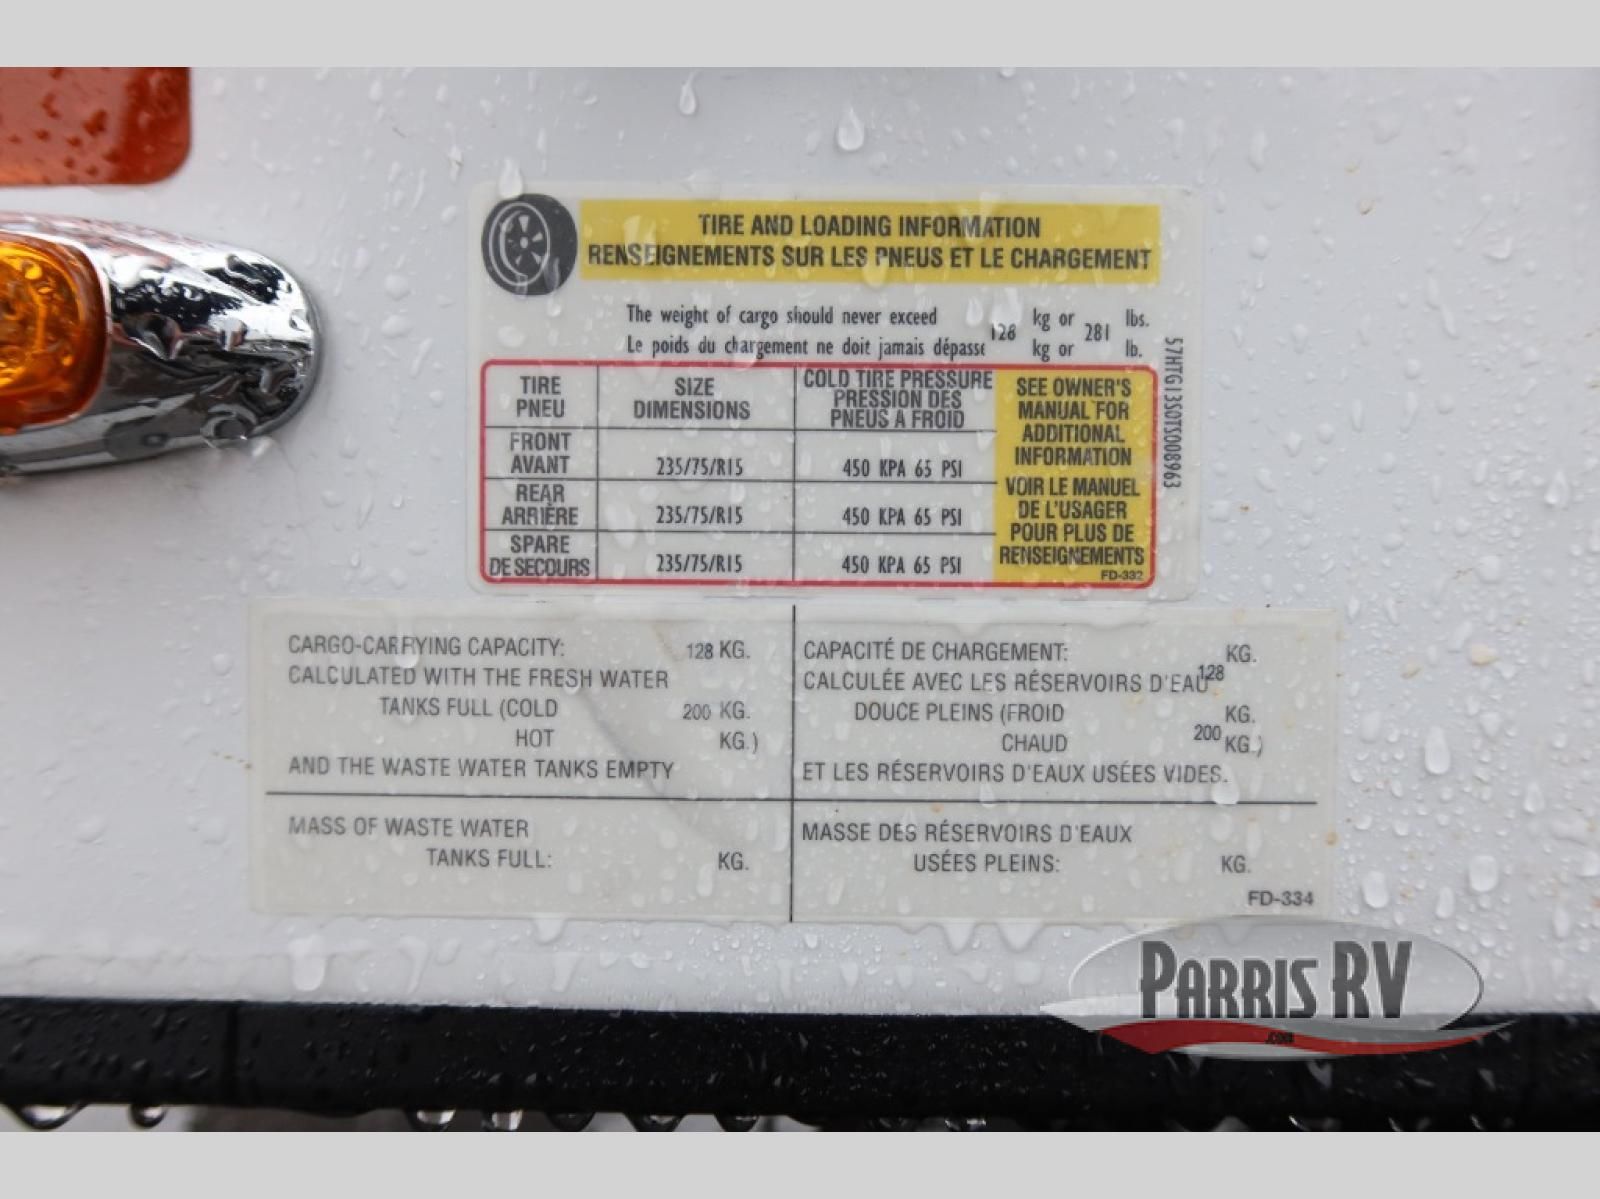 TIRE AND LOADING INFORMATION
RENSEIGNEMENTS SUR LES PNEUS ET LE CHARGEMENT
The weight of cargo should never exceed 128 kg or 281 lbs.
Le poids du chargement ne doit jamais dépasse kg or lb.
TIRE SIZE COLD TIRE PRESSURE
PNEU DIMENSIONS PRESSION DES
PNEUS A FROID
FRONT
AVANT 235/75/R15 450 KPA 65 PSI
REAR
ARRIÈRE 235/75/R15 450 KPA 65 PSI
SPARE
DE SECOURS 235/75/R15 450 KPA 65 PSI
SEE OWNER'S
MANUAL FOR
ADDITIONAL
INFORMATION
VOIR LE MANUEL
DE L'USAGER
POUR PLUS DE
RENSEIGNEMENTS
FD-332
57HTG13S0TS008963
CARGO-CARRYING CAPACITY: 128 KG.
CALCULATED WITH THE FRESH WATER
TANKS FULL (COLD 200 KG.
HOT KG.)
AND THE WASTE WATER TANKS EMPTY
MASS OF WASTE WATER
TANKS FULL: KG.
CAPACITÉ DE CHARGEMENT: KG.
CALCULÉE AVEC LES RÉSERVOIRS D'EAU 128
DOUCE PLEINS (FROID KG.
CHAUD 200 KG.)
ET LES RÉSERVOIRS D'EAUX USÉES VIDES.
MASSE DES RÉSERVOIRS D'EAUX
USÉES PLEINS: KG.
FD-334
PARRIS RV
.com